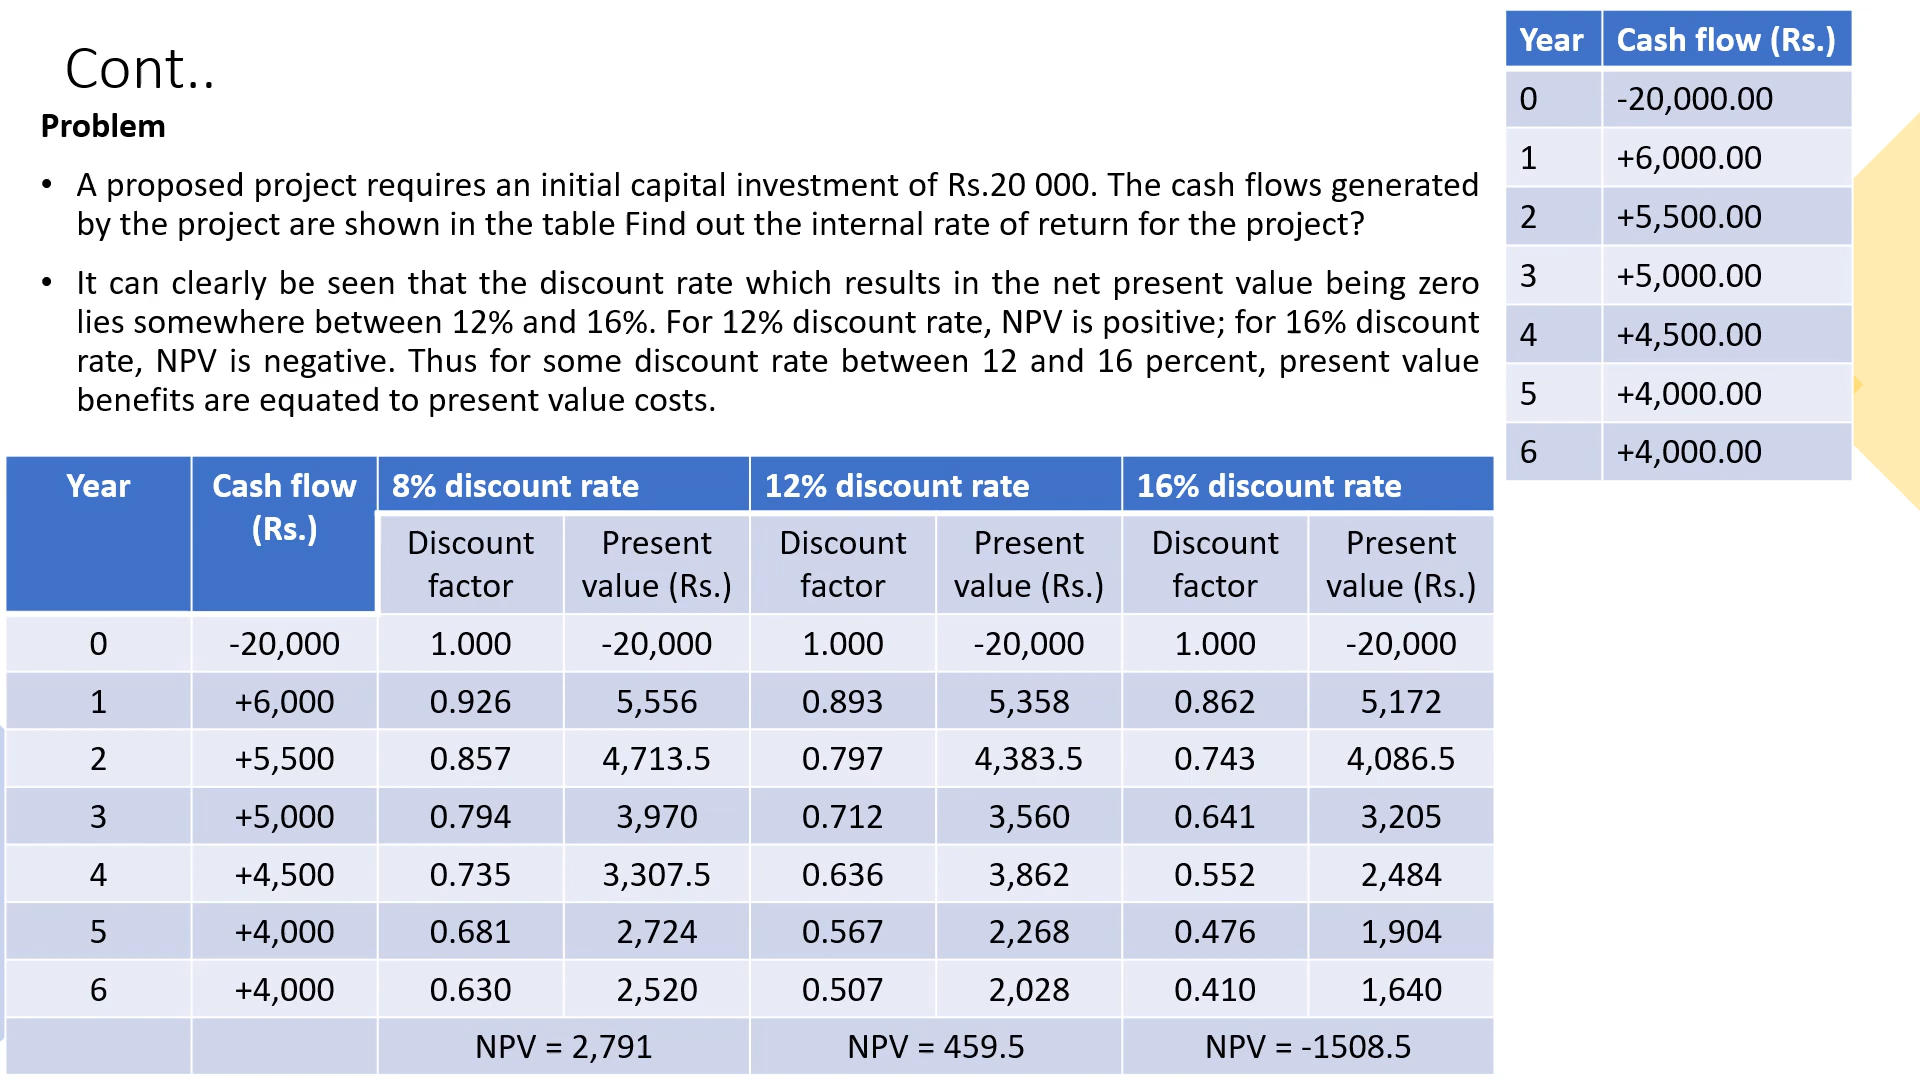 Cont..
Problem
• A proposed project requires an initial capital investment of Rs.20 000. The cash flows generated
by the project are shown in the table Find out the internal rate of return for the project?
• It can clearly be seen that the discount rate which results in the net present value being zero
lies somewhere between 12% and 16%. For 12% discount rate, NPV is positive; for 16% discount
rate, NPV is negative. Thus for some discount rate between 12 and 16 percent, present value
benefits are equated to present value costs.
Year Cash flow (Rs.)
0 -20,000.00
1 +6,000.00
2 +5,500.00
3 +5,000.00
4 +4,500.00
5 +4,000.00
6 +4,000.00
Year Cash flow (Rs.) 8% discount rate 12% discount rate 16% discount rate
Discount factor Present value (Rs.) Discount factor Present value (Rs.) Discount factor Present value (Rs.)
0 -20,000 1.000 -20,000 1.000 -20,000 1.000 -20,000
1 +6,000 0.926 5,556 0.893 5,358 0.862 5,172
2 +5,500 0.857 4,713.5 0.797 4,383.5 0.743 4,086.5
3 +5,000 0.794 3,970 0.712 3,560 0.641 3,205
4 +4,500 0.735 3,307.5 0.636 3,862 0.552 2,484
5 +4,000 0.681 2,724 0.567 2,268 0.476 1,904
6 +4,000 0.630 2,520 0.507 2,028 0.410 1,640
NPV = 2,791 NPV = 459.5 NPV = -1508.5